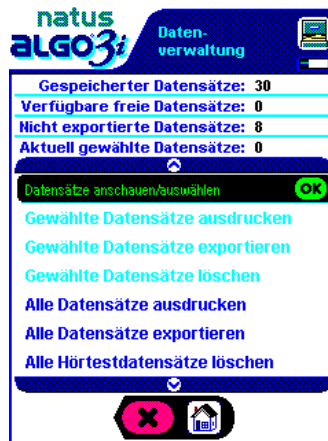 natus
ALGO3i
Daten-
verwaltung
Gespeicherter Datensätze: 30
Verfügbare freie Datensätze: 0
Nicht exportierte Datensätze: 8
Aktuell gewählte Datensätze: 0
Datensätze anschauen/auswählen OK
Gewählte Datensätze ausdrucken
Gewählte Datensätze exportieren
Gewählte Datensätze löschen
Alle Datensätze ausdrucken
Alle Datensätze exportieren
Alle Hörtestdatensätze löschen